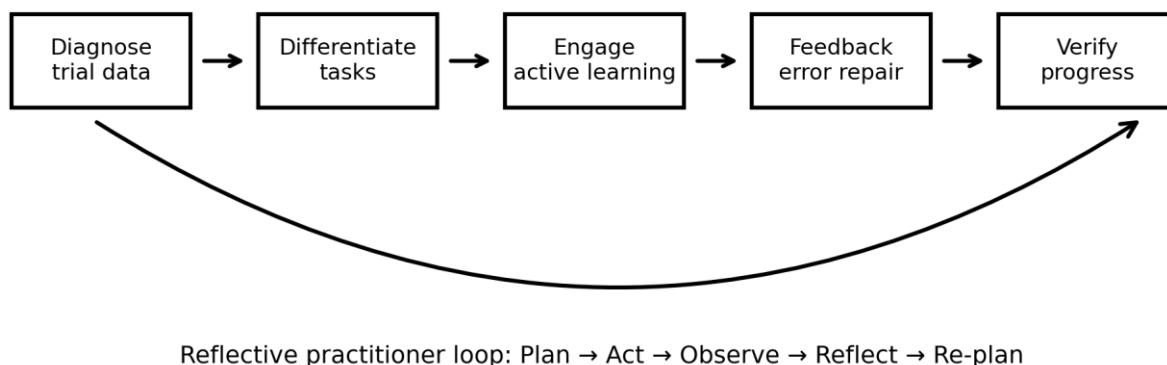 Diagnose
trial data
Differentiate
tasks
Engage
active learning
Feedback
error repair
Verify
progress
Reflective practitioner loop: Plan → Act → Observe → Reflect → Re-plan